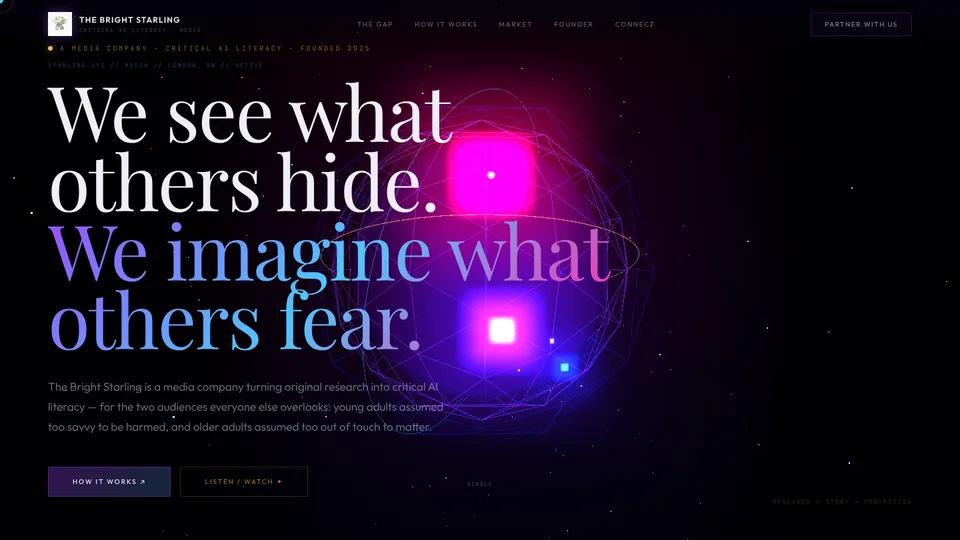 THE BRIGHT STARLING
CRITICAL AI LITERACY · MEDIA
THE GAP
HOW IT WORKS
MARKET
FOUNDER
CONNECT
PARTNER WITH US
A MEDIA COMPANY · CRITICAL AI LITERACY · FOUNDED 2025
STARLING.SYS // MEDIA // LONDON, ON // ACTIVE
We see what
others hide.
We imagine what
others fear.
The Bright Starling is a media company turning original research into critical AI
literacy — for the two audiences everyone else overlooks: young adults assumed
too savvy to be harmed, and older adults assumed too out of touch to matter.
HOW IT WORKS ↗
LISTEN / WATCH ✦
SCROLL
RESEARCH → STORY → PROTECTION